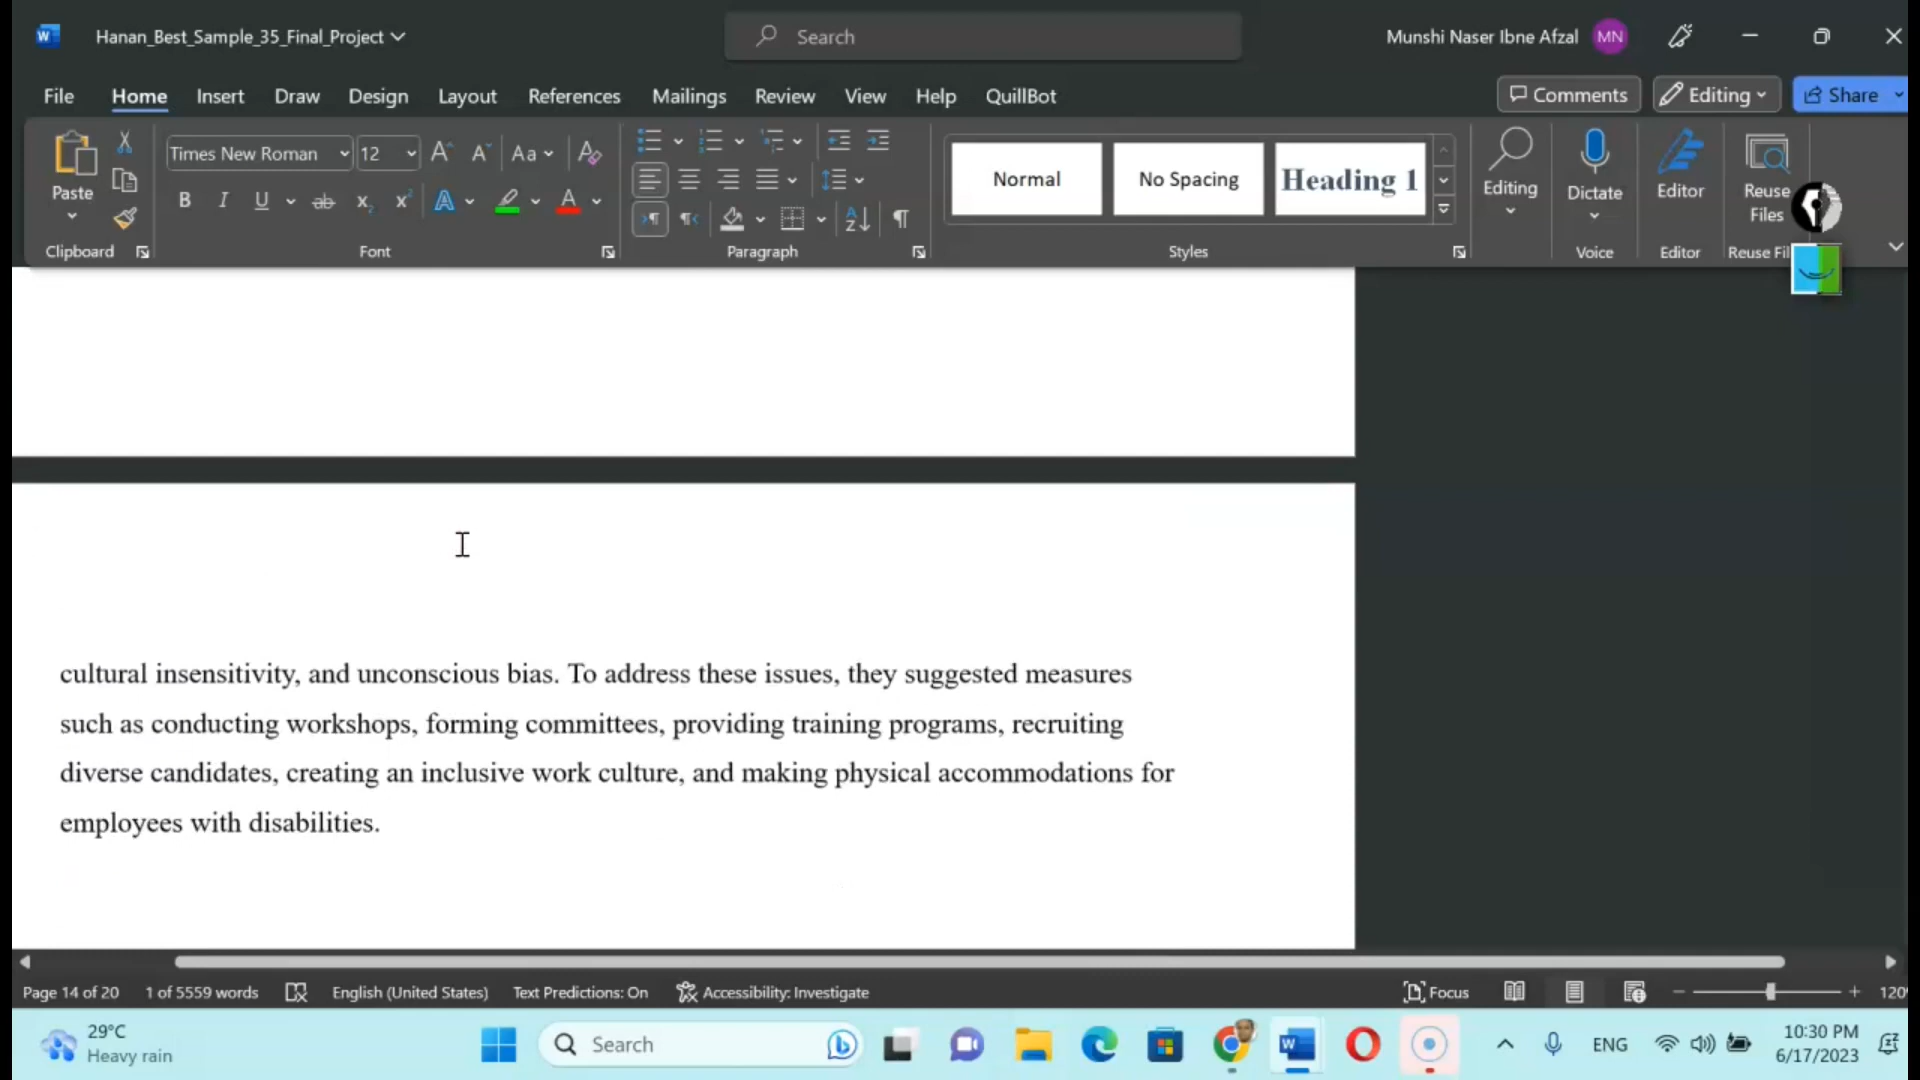 Hanan_Best_Sample_35_Final_Project
Search
Munshi Naser Ibne Afzal
MN
File Home Insert Draw Design Layout References Mailings Review View Help QuillBot
Comments Editing Share
Times New Roman 12
Aa
Paste
B I U ab x₂ x² A A
Normal
No Spacing
Heading 1
Editing
Dictate
Editor
Reuse
Files
Clipboard Font Paragraph Styles Voice Editor Reuse Fil
cultural insensitivity, and unconscious bias. To address these issues, they suggested measures
such as conducting workshops, forming committees, providing training programs, recruiting
diverse candidates, creating an inclusive work culture, and making physical accommodations for
employees with disabilities.
Page 14 of 20 1 of 5559 words English (United States) Text Predictions: On Accessibility: Investigate Focus 120
29°C
Heavy rain
Search
ENG
10:30 PM
6/17/2023